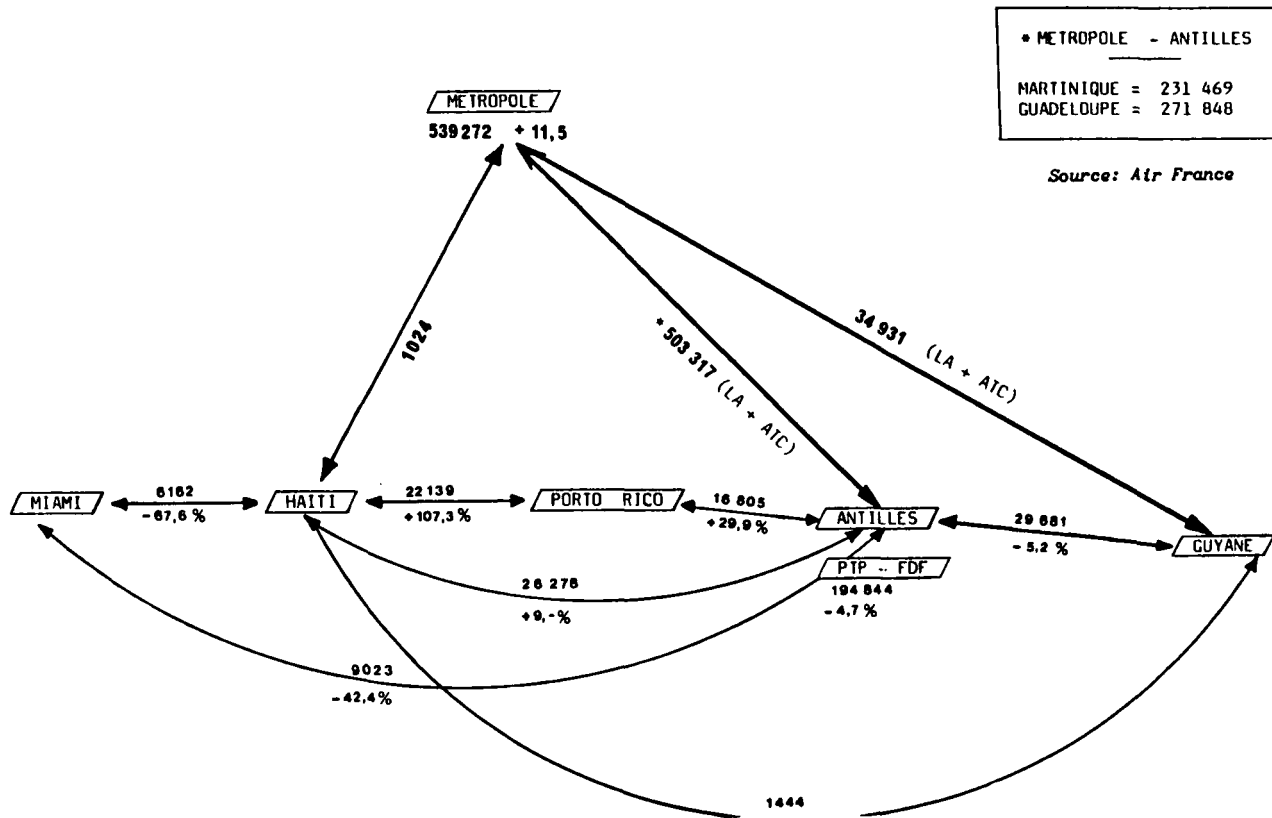 * METROPOLE - ANTILLES
MARTINIQUE = 231 469
GUADELOUPE = 271 848
Source: Air France
METROPOLE
539 272 + 11,5
1024
* 503 317 (LA + ATC)
34 931 (LA + ATC)
MIAMI
6162
-67,6 %
HAITI
22 139
+107,3 %
PORTO RICO
16 805
+29,9 %
ANTILLES
29 681
- 5,2 %
GUYANE
PTP - FDF
194 844
- 4,7 %
26 276
+9,- %
9023
-42,4 %
1444